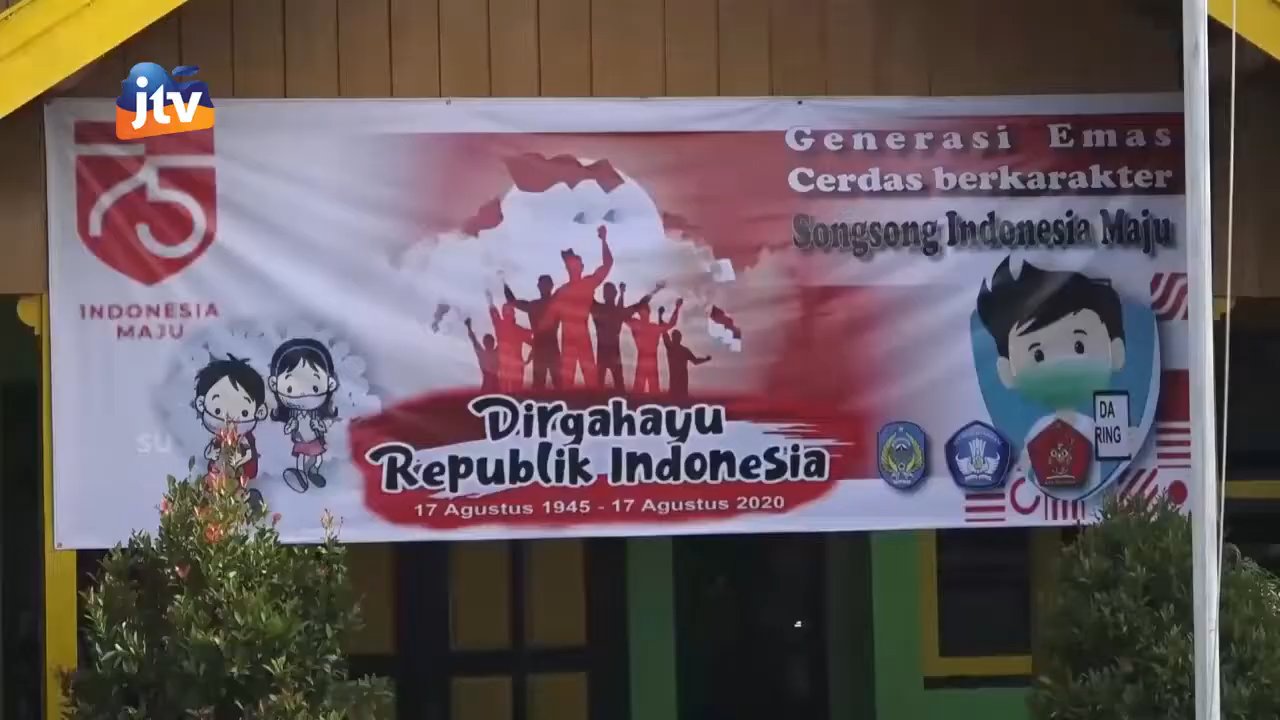 jtv
75
INDONESIA
MAJU
Generasi Emas
Cerdas berkarakter
Songsong Indonesia Maju
Dirgahayu
Republik Indonesia
17 Agustus 1945 - 17 Agustus 2020
DA
RING